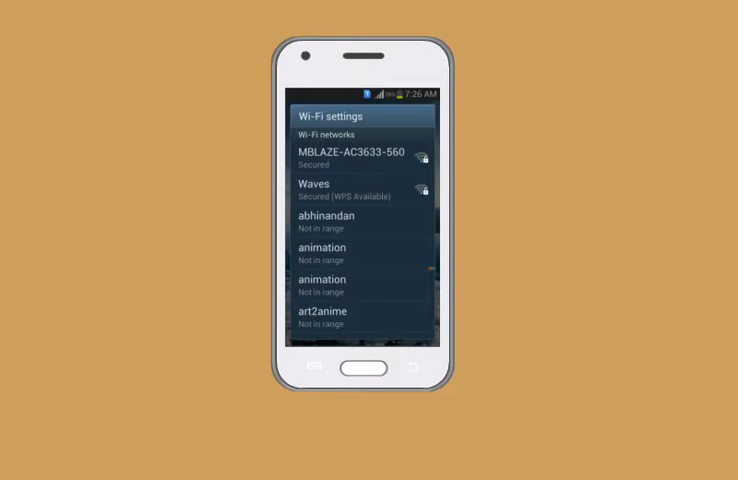 26% 7:26 AM
Wi-Fi settings
Wi-Fi networks
MBLAZE-AC3633-560
Secured
Waves
Secured (WPS Available)
abhinandan
Not in range
animation
Not in range
animation
Not in range
art2anime
Not in range